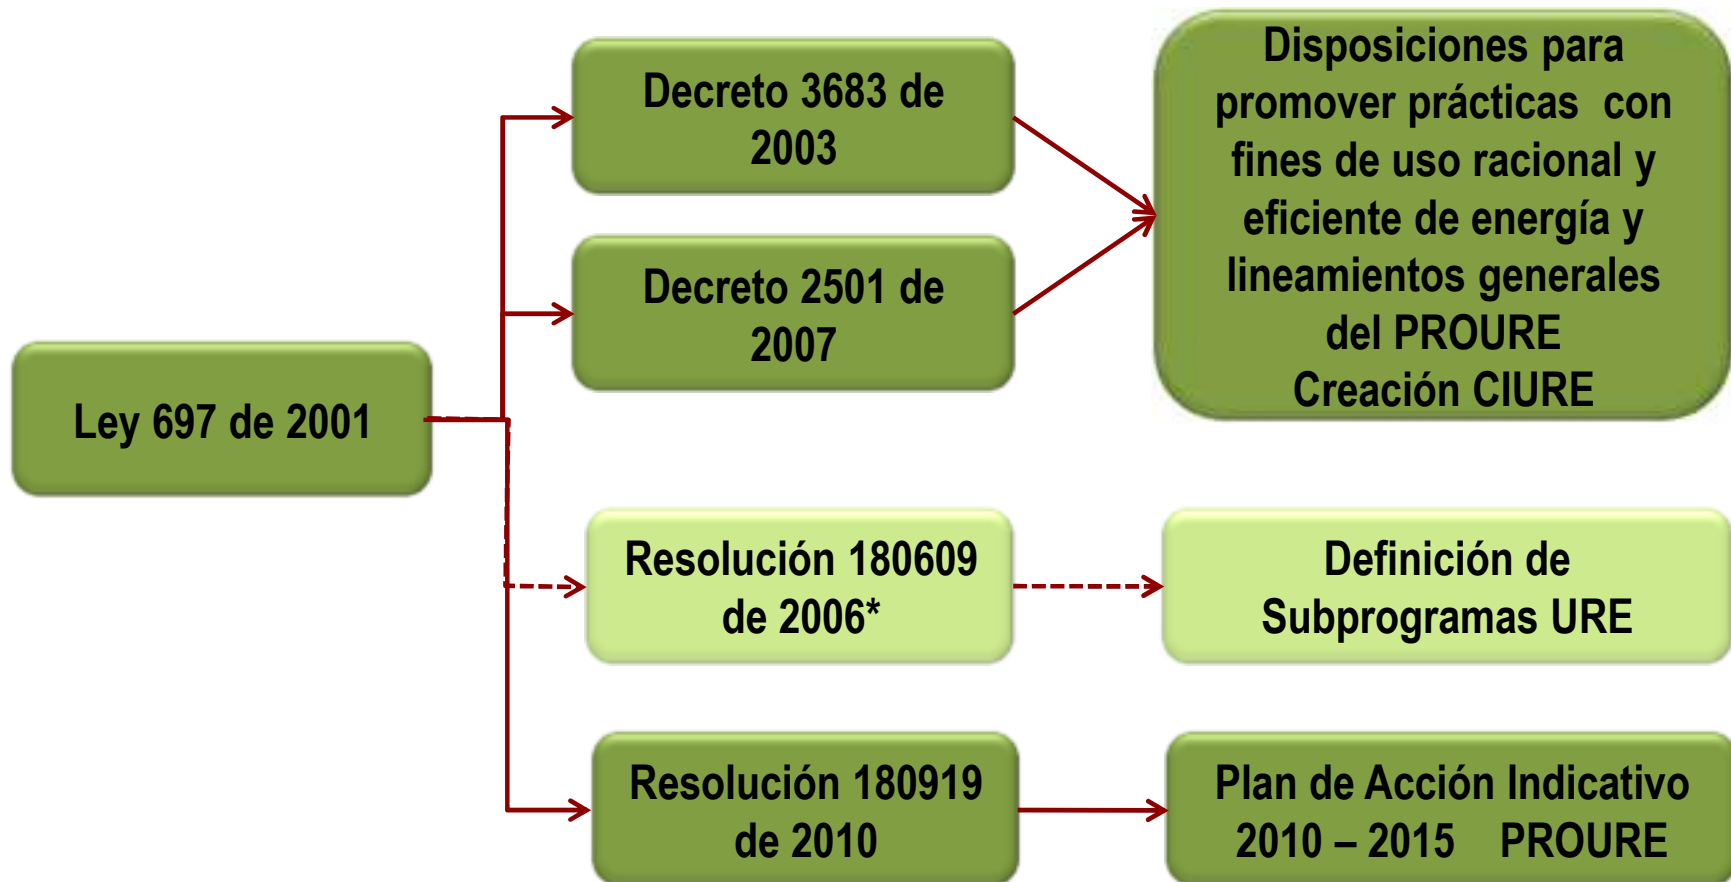 Ley 697 de 2001
Decreto 3683 de
2003
Decreto 2501 de
2007
Disposiciones para
promover prácticas con
fines de uso racional y
eficiente de energía y
lineamientos generales
del PROURE
Creación CIURE
Resolución 180609
de 2006*
Definición de
Subprogramas URE
Resolución 180919
de 2010
Plan de Acción Indicativo
2010 – 2015 PROURE